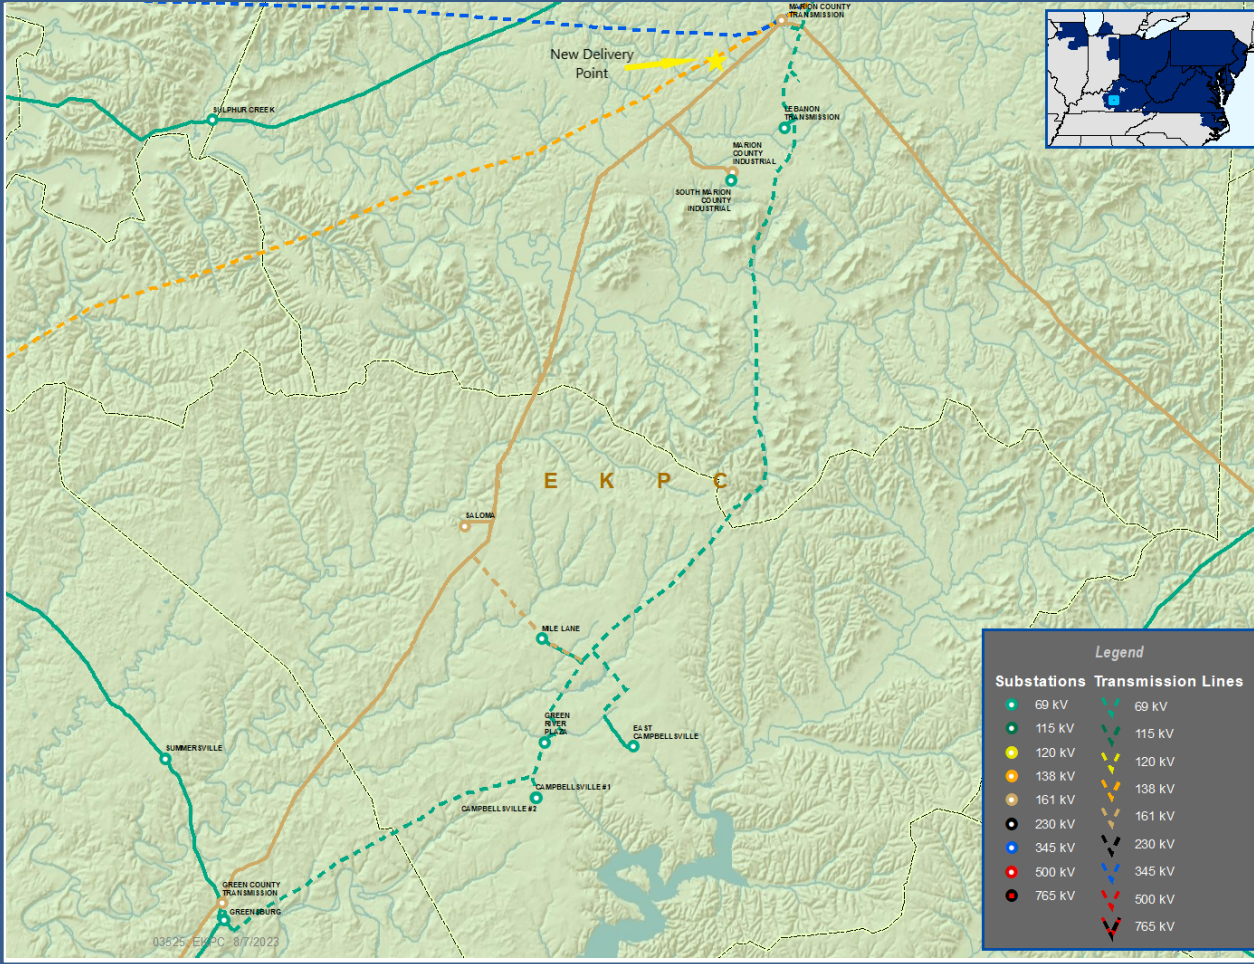 MARION COUNTY
TRANSMISSION
New Delivery
Point
SULPHUR CREEK
LEBANON
TRANSMISSION
MARION
COUNTY
INDUSTRIAL
SOUTH MARION
COUNTY
INDUSTRIAL
E K P C
SALOMA
MILE LANE
GREEN
RIVER
PLAZA
EAST
CAMPBELLSVILLE
SUMMERSVILLE
CAMPBELLSVILLE #1
CAMPBELLSVILLE #2
GREEN COUNTY
TRANSMISSION
GREENSBURG
03525 EKPC 8/7/2023
Legend
Substations Transmission Lines
69 kV 69 kV
115 kV 115 kV
120 kV 120 kV
138 kV 138 kV
161 kV 161 kV
230 kV 230 kV
345 kV 345 kV
500 kV 500 kV
765 kV 765 kV